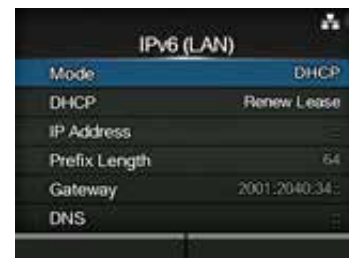 IPv6 (LAN)
Mode DHCP
DHCP Renew Lease
IP Address ::
Prefix Length 64
Gateway 2001:2040:34::
DNS ::